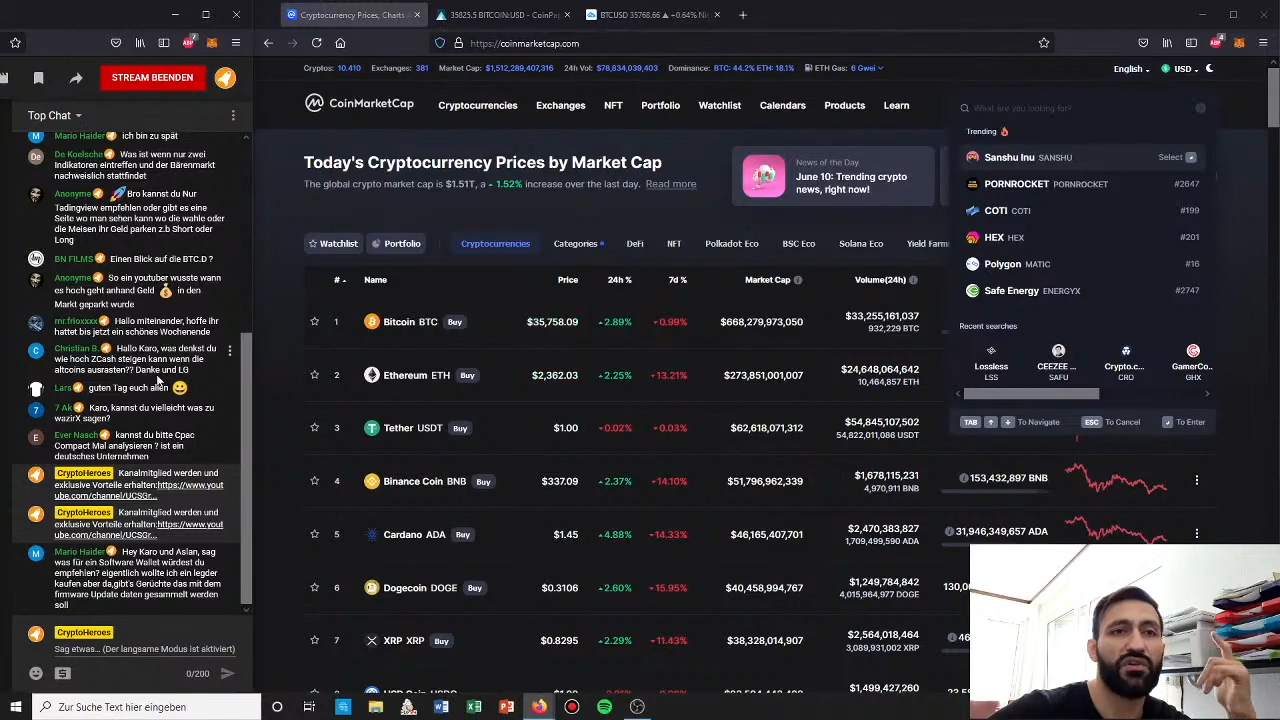 Cryptocurrency Prices, Charts A
35825.5 BITCOIN:USD - CoinPap
BTCUSD 35768.66 ▲ +0.64% Nic
https://coinmarketcap.com
STREAM BEENDEN
Top Chat
Mario Haider ich bin zu spät
De Koelsche Was ist wenn nur zwei
Indikatoren eintreffen und der Bärenmarkt
nachweislich stattfindet
Anonyme Bro kannst du Nur
Tadingview empfehlen oder gibt es eine
Seite wo man sehen kann wo die wahle oder
die Meisen ihr Geld parken z.b Short oder
Long
BN FILMS Einen Blick auf die BTC.D ?
Anonyme So ein youtuber wusste wann
es hoch geht anhand Geld in den
Markt geparkt wurde
mr.frioxxxx Hallo miteinander, hoffe ihr
hattet bis jetzt ein schönes Wochenende
Christian B. Hallo Karo, was denkst du
wie hoch ZCash steigen kann wenn die
altcoins ausrasten?? Danke und LG
Lars guten Tag euch allen
7 Ak Karo, kannst du vielleicht was zu
wazirX sagen?
Ever Nasch kannst du bitte Cpac
Compact Mal analysiere ? Ist ein
deutsches Unternehmen
CryptoHeroes Kanalmitglied werden und
exklusive Vorteile erhalten:https://www.yout
ube.com/channel/UCSGr...
CryptoHeroes Kanalmitglied werden und
exklusive Vorteile erhalten:https://www.yout
ube.com/channel/UCSGr...
Mario Haider Hey Karo und Aslan, sag
was für ein Software Wallet würdest du
empfehlen? eigentlich wollte ich ein legder
kaufen aber da,gibt,s Gerüchte das mit dem
firmware Update daten gesammelt werden
soll
CryptoHeroes
Sag etwas... (Der langsame Modus ist aktiviert)
0/200
Cryptos: 10.410 Exchanges: 381 Market Cap: $1,512,289,407,316 24h Vol: $78,834,039,403 Dominance: BTC: 44.2% ETH: 18.1% ETH Gas: 6 Gwei
English USD
CoinMarketCap Cryptocurrencies Exchanges NFT Portfolio Watchlist Calendars Products Learn
Today's Cryptocurrency Prices by Market Cap
The global crypto market cap is $1.51T, a 1.52% increase over the last day. Read more
News of the Day
June 10: Trending crypto
news, right now!
Watchlist Portfolio Cryptocurrencies Categories DeFi NFT Polkadot Eco BSC Eco Solana Eco Yield Farm
# Name Price 24h % 7d % Market Cap Volume(24h)
1 Bitcoin BTC Buy $35,758.09 2.89% 0.99% $668,279,973,050 $33,255,161,037
932,229 BTC
2 Ethereum ETH Buy $2,362.03 2.25% 13.21% $273,851,001,007 $24,648,064,642
10,464,857 ETH
3 Tether USDT Buy $1.00 0.02% 0.03% $62,618,071,312 $54,845,107,502
54,822,011,086 USDT
4 Binance Coin BNB Buy $337.09 2.37% 14.10% $51,796,962,339 $1,678,115,231
4,970,911 BNB
153,432,897 BNB
5 Cardano ADA Buy $1.45 4.88% 14.33% $46,165,407,701 $2,470,383,827
1,709,499,590 ADA
31,946,349,657 ADA
6 Dogecoin DOGE Buy $0.3106 2.60% 15.95% $40,458,994,767 $1,249,784,842
4,015,964,977 DOGE
130,0
7 XRP XRP Buy $0.8295 2.29% 11.43% $38,328,014,907 $2,564,018,464
3,089,931,002 XRP
46
$1,499,427,260
What are you looking for?
Trending
Sanshu Inu SANSHU Select
PORNROCKET PORNROCKET #2647
COTI COTI #199
HEX HEX #201
Polygon MATIC #16
Safe Energy ENERGYX #2747
Recent searches
Lossless CEEZEE ... Crypto.c... GamerCo...
LSS SAFU CRO GHX
TAB To Navigate ESC To Cancel To Enter
Zur Suche Text hier eingeben